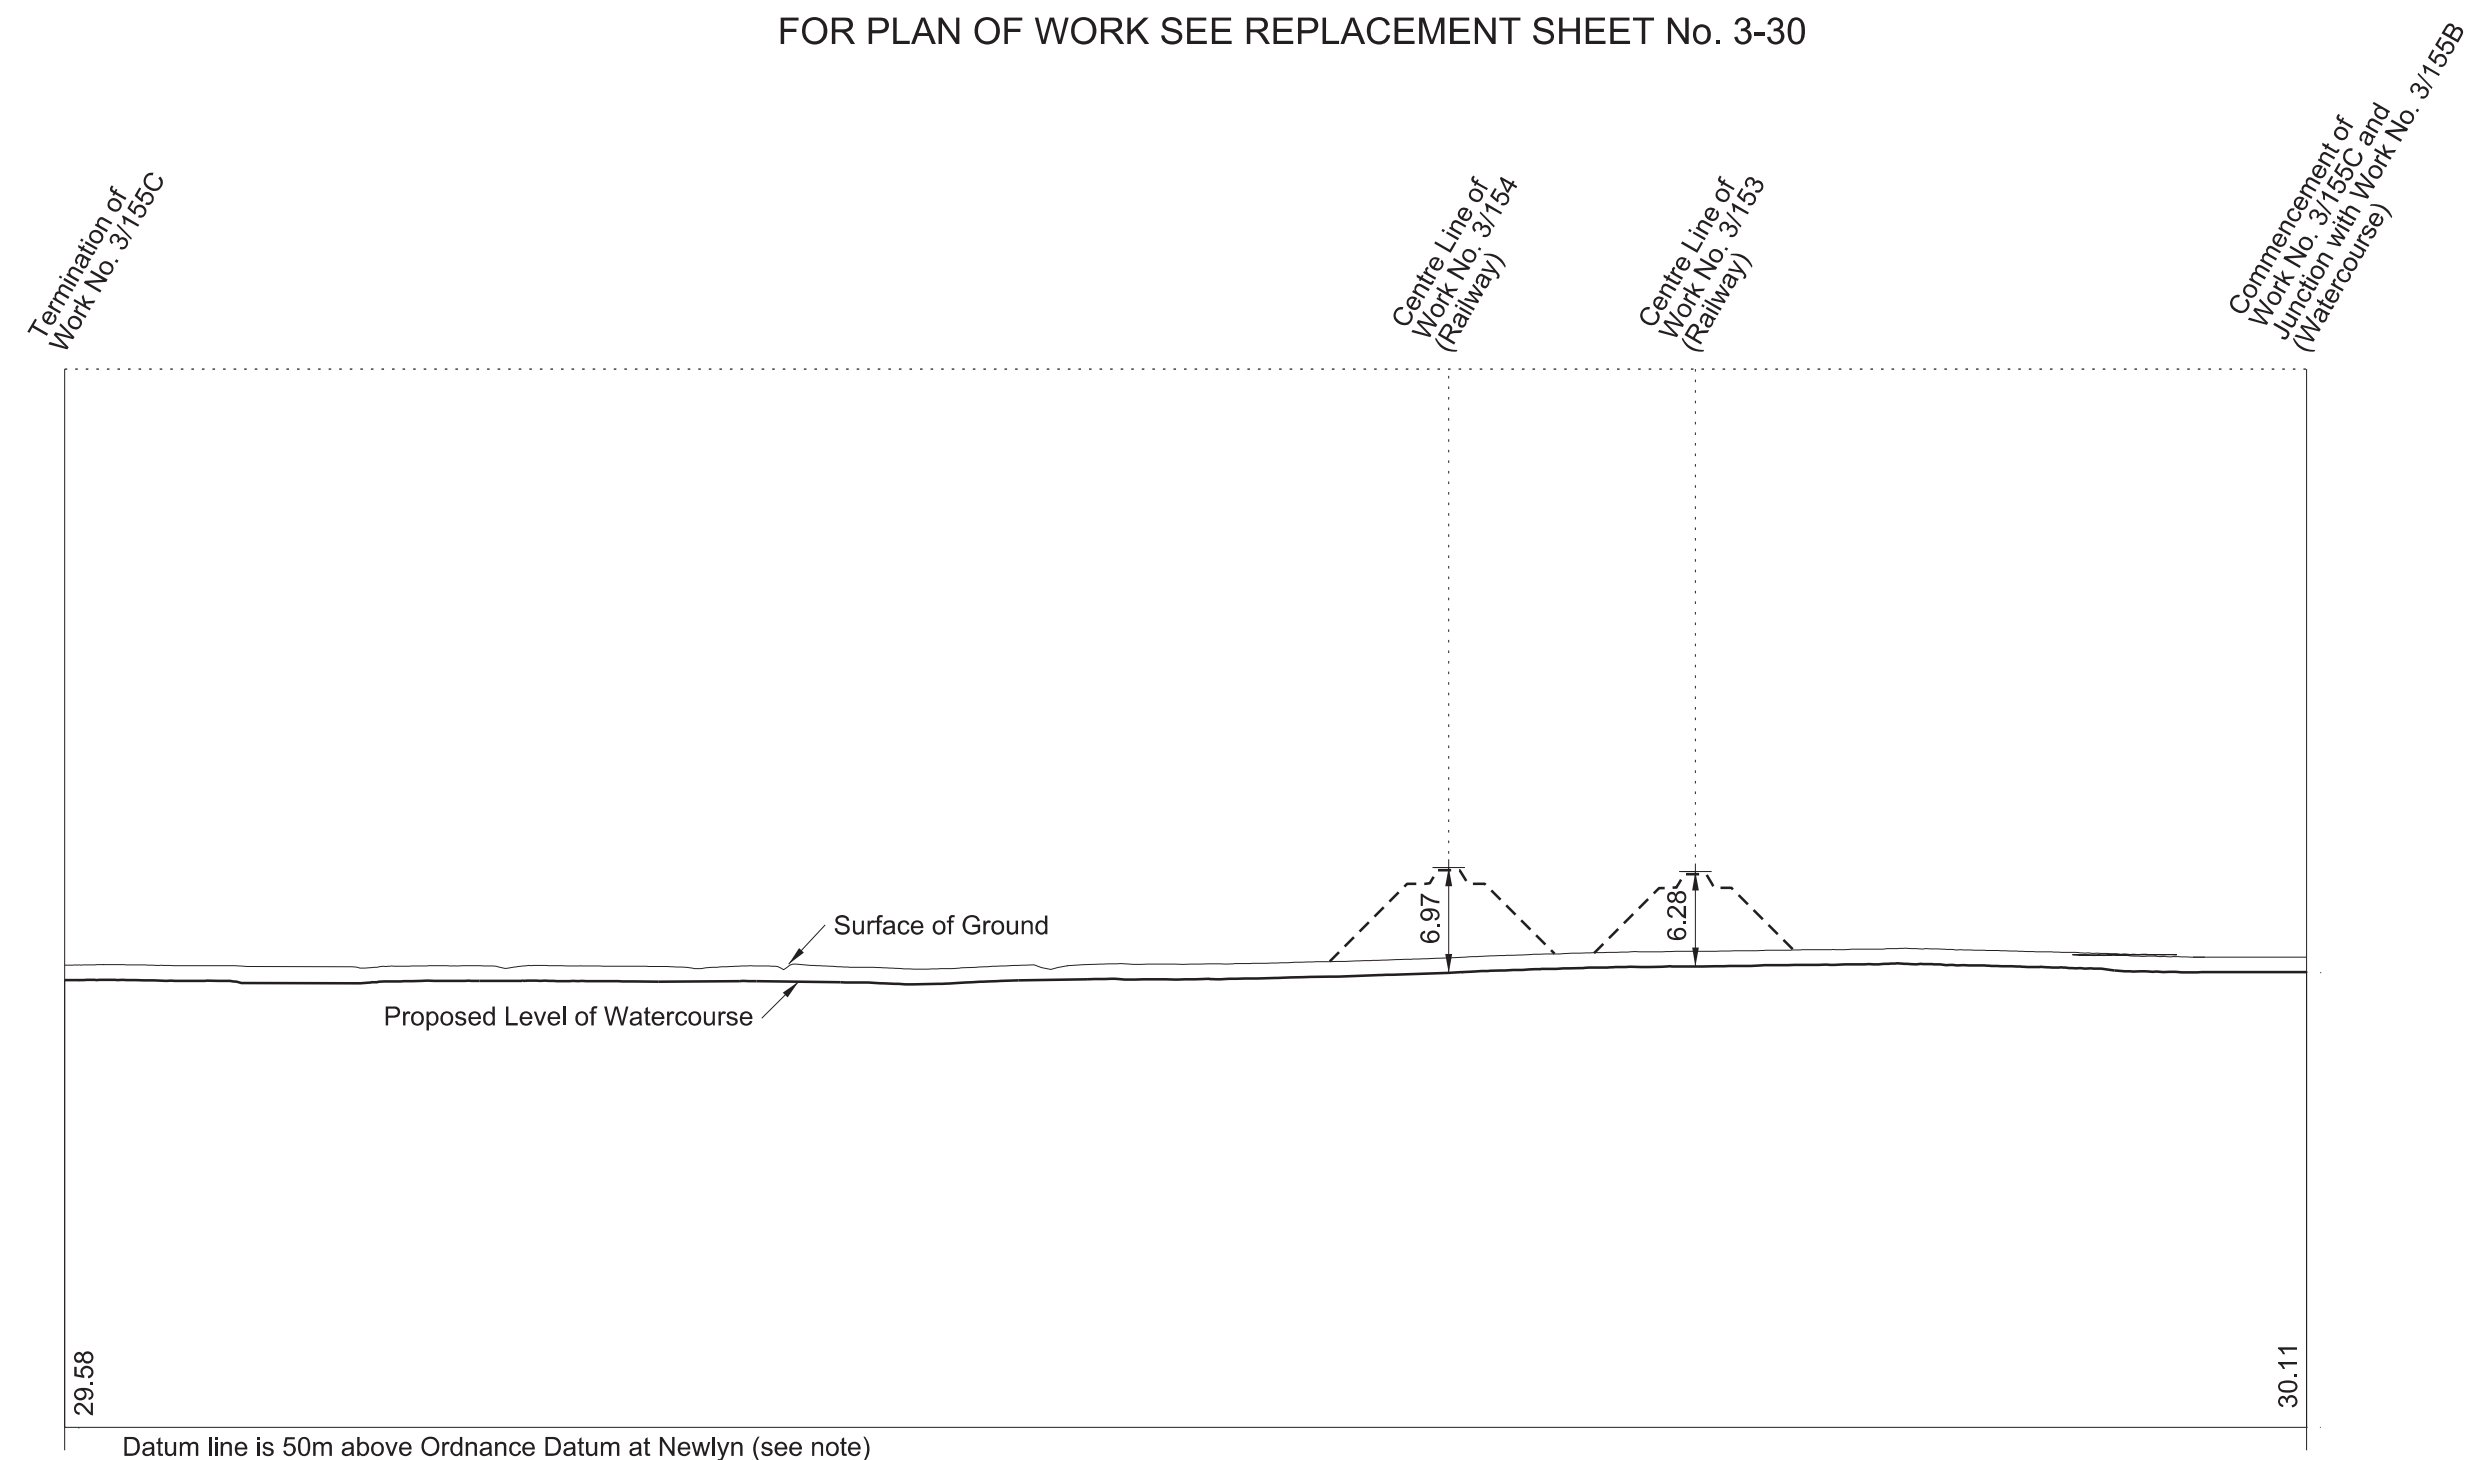 FOR PLAN OF WORK SEE REPLACEMENT SHEET No. 3-30
Termination of
Work No. 3/155C
Centre Line of
Work No. 3/154
(Railway)
Centre Line of
Work No. 3/153
(Railway)
Commencement of
Work No. 3/155C and
Junction with Work No. 3/155B
(Watercourse)
6.97
6.28
Surface of Ground
Proposed Level of Watercourse
29.58
30.11
Datum line is 50m above Ordnance Datum at Newlyn (see note)